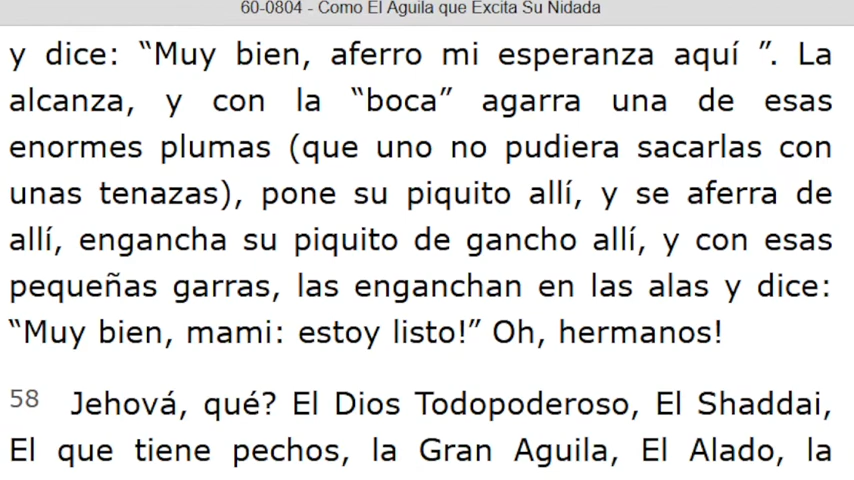 60-0804 - Como El Aguila que Excita Su Nidada
y dice: “Muy bien, aferro mi esperanza aquí ”. La
alcanza, y con la “boca” agarra una de esas
enormes plumas (que uno no pudiera sacarlas con
unas tenazas), pone su piquito allí, y se aferra de
allí, engancha su piquito de gancho allí, y con esas
pequeñas garras, las enganchan en las alas y dice:
“Muy bien, mami: estoy listo!” Oh, hermanos!
58 Jehová, qué? El Dios Todopoderoso, El Shaddai,
El que tiene pechos, la Gran Aguila, El Alado, la